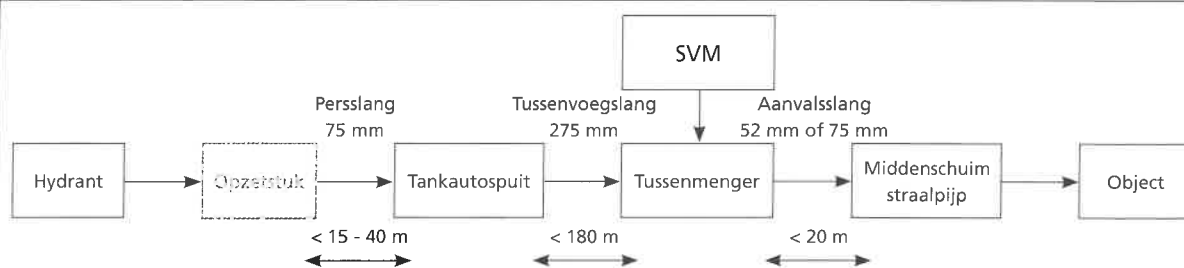 SVM
Persslang
75 mm
Tussenvoegslang
275 mm
Aanvalsslang
52 mm of 75 mm
Hydrant
Opzetstuk
Tankautospuit
Tussenmenger
Middenschuim
straalpijp
Object
< 15 - 40 m
< 180 m
< 20 m